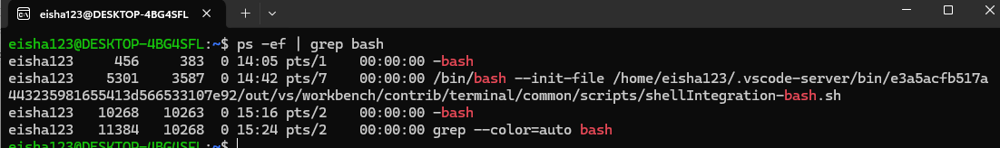 eisha123@DESKTOP-4BG4SFL: ~
eisha123@DESKTOP-4BG4SFL:~$ ps -ef | grep bash
eisha123     456     383  0 14:05 pts/1    00:00:00 -bash
eisha123    5301    3587  0 14:42 pts/7    00:00:00 /bin/bash --init-file /home/eisha123/.vscode-server/bin/e3a5acfb517a
443235981655413d566533107e92/out/vs/workbench/contrib/terminal/common/scripts/shellIntegration-bash.sh
eisha123   10268   10263  0 15:16 pts/2    00:00:00 -bash
eisha123   11384   10268  0 15:24 pts/2    00:00:00 grep --color=auto bash
eisha123@DESKTOP-4BG4SFL:~$